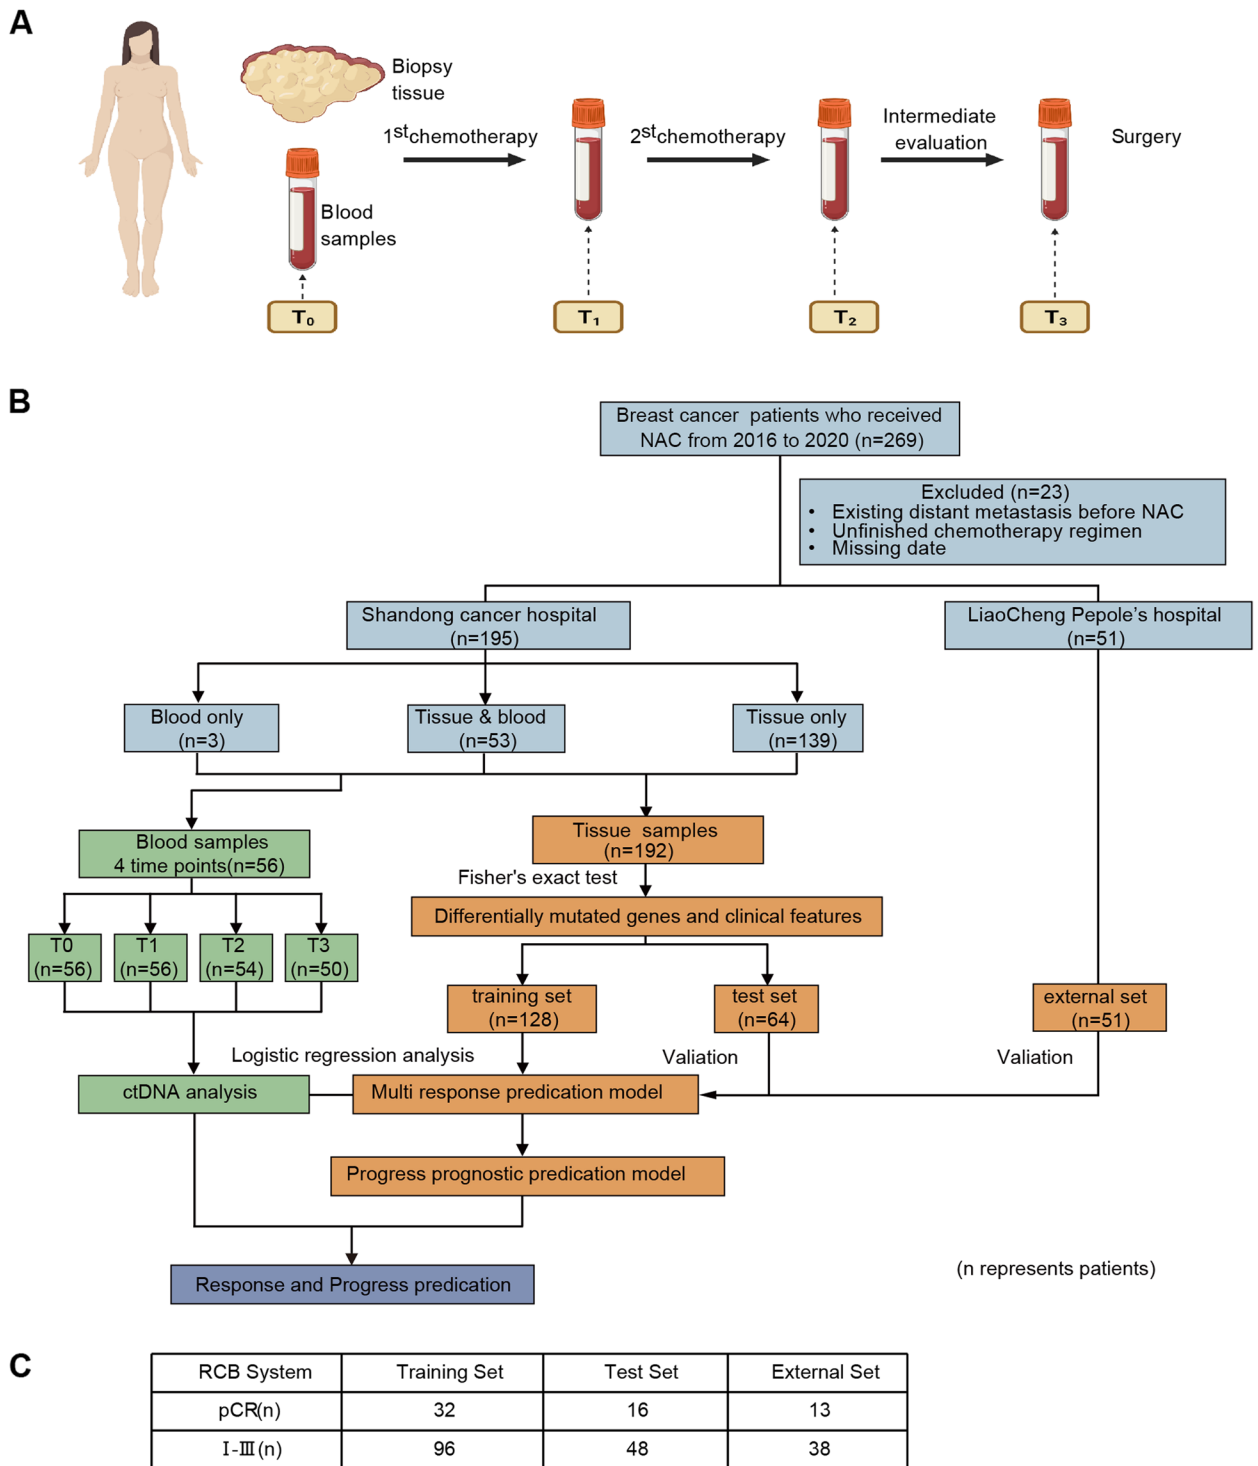 A
Biopsy
tissue
Blood
samples
1stchemotherapy
2stchemotherapy
Intermediate
evaluation
Surgery
T0
T1
T2
T3
B
Breast cancer patients who received
NAC from 2016 to 2020 (n=269)
Excluded (n=23)
• Existing distant metastasis before NAC
• Unfinished chemotherapy regimen
• Missing date
Shandong cancer hospital
(n=195)
LiaoCheng Pepole's hospital
(n=51)
Blood only
(n=3)
Tissue & blood
(n=53)
Tissue only
(n=139)
Blood samples
4 time points(n=56)
Tissue samples
(n=192)
Fisher's exact test
Differentially mutated genes and clinical features
T0
(n=56)
T1
(n=56)
T2
(n=54)
T3
(n=50)
training set
(n=128)
test set
(n=64)
external set
(n=51)
Logistic regression analysis
Valiation
Valiation
ctDNA analysis
Multi response predication model
Progress prognostic predication model
Response and Progress predication
(n represents patients)
C
RCB System Training Set Test Set External Set
pCR(n) 32 16 13
I-III(n) 96 48 38